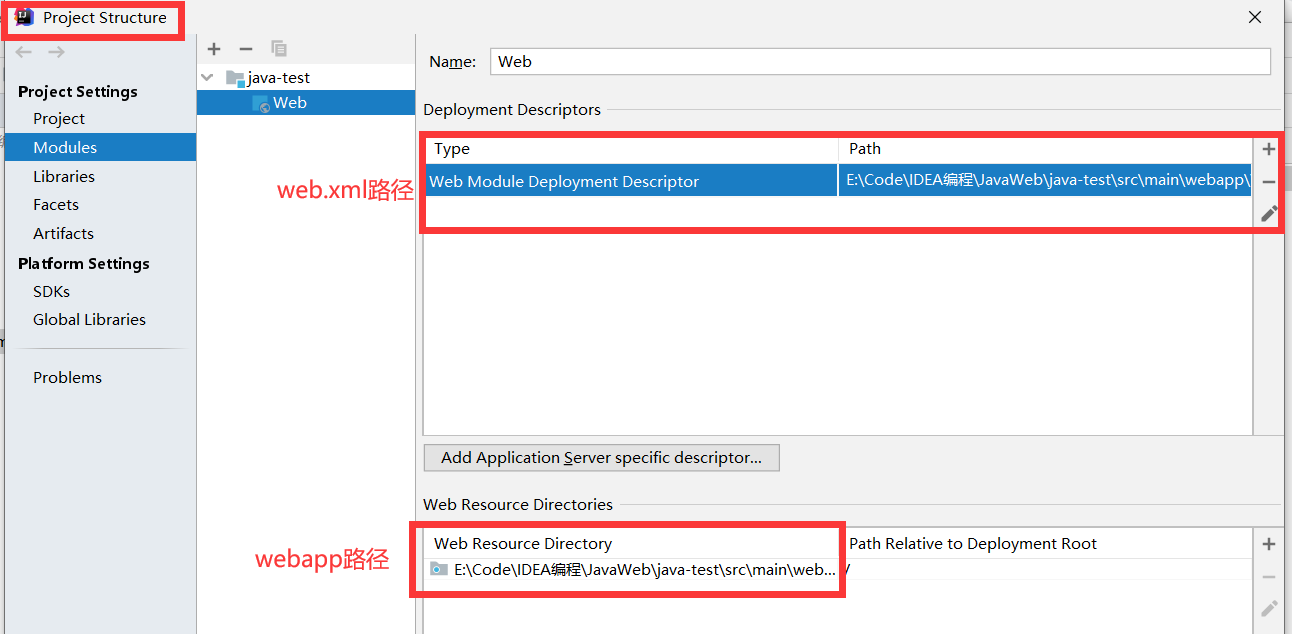 Project Structure
Project Settings
Project
Modules
Libraries
Facets
Artifacts
Platform Settings
SDKs
Global Libraries
Problems
java-test
Web
Name: Web
Deployment Descriptors
Type Path
Web Module Deployment Descriptor E:\Code\IDEA编程\JavaWeb\java-test\src\main\webapp\
web.xml路径
Add Application Server specific descriptor...
Web Resource Directories
Web Resource Directory Path Relative to Deployment Root
E:\Code\IDEA编程\JavaWeb\java-test\src\main\web... /
webapp路径